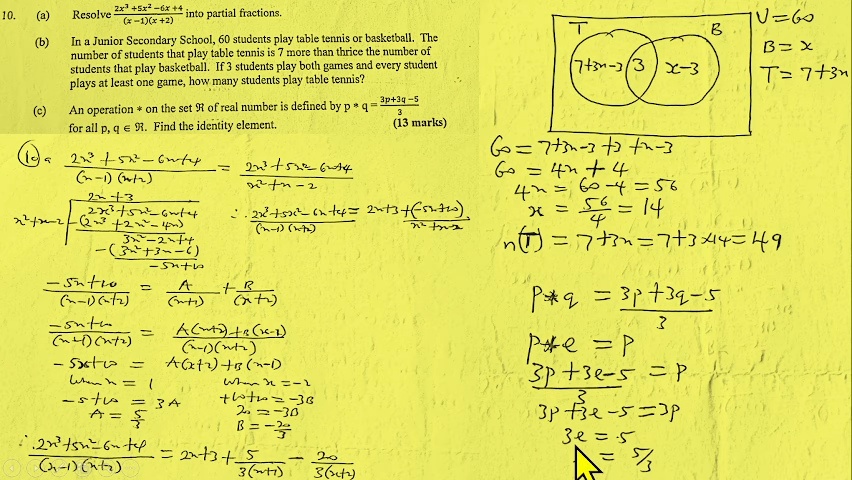 10. (a) Resolve (2x³ + 5x² − 6x + 4)/((x − 1)(x + 2)) into partial fractions.
(b) In a Junior Secondary School, 60 students play table tennis or basketball. The
number of students that play table tennis is 7 more than thrice the number of
students that play basketball. If 3 students play both games and every student
plays at least one game, how many students play table tennis?
(c) An operation * on the set ℜ of real number is defined by p * q = (3p+3q −5)/3
for all p, q ∈ ℜ. Find the identity element. (13 marks)
10a (2x³ + 5x² − 6x + 4)/((x−1)(x+2)) = (2x³ + 5x² − 6x + 4)/(x² + x − 2)
2x + 3
x² + x − 2 | 2x³ + 5x² − 6x + 4
−(2x³ + 2x² − 4x)
3x² − 2x + 4
−(3x² + 3x − 6)
−5x + 10
∴ (2x³ + 5x² − 6x + 4)/((x−1)(x+2)) = 2x + 3 + (−5x + 10)/(x² + x − 2)
(−5x + 10)/((x−1)(x+2)) = A/(x−1) + B/(x+2)
(−5x + 10)/((x−1)(x+2)) = (A(x+2) + B(x−1))/((x−1)(x+2))
−5x + 10 = A(x+2) + B(x−1)
when x = 1 when x = −2
−5 + 10 = 3A +10 + 10 = −3B
A = 5/3 20 = −3B
B = −20/3
∴ (2x³ + 5x² − 6x + 4)/((x−1)(x+2)) = 2x + 3 + 5/(3(x−1)) − 20/(3(x+2))
T B
7+3x−3 3 x−3
U = 60
B = x
T = 7 + 3x
60 = 7 + 3x − 3 + 3 + x − 3
60 = 4x + 4
4x = 60 − 4 = 56
x = 56/4 = 14
n(T) = 7 + 3x = 7 + 3×14 = 49
p * q = (3p + 3q − 5)/3
p * e = p
(3p + 3e − 5)/3 = p
3p + 3e − 5 = 3p
3e = 5
= 5/3